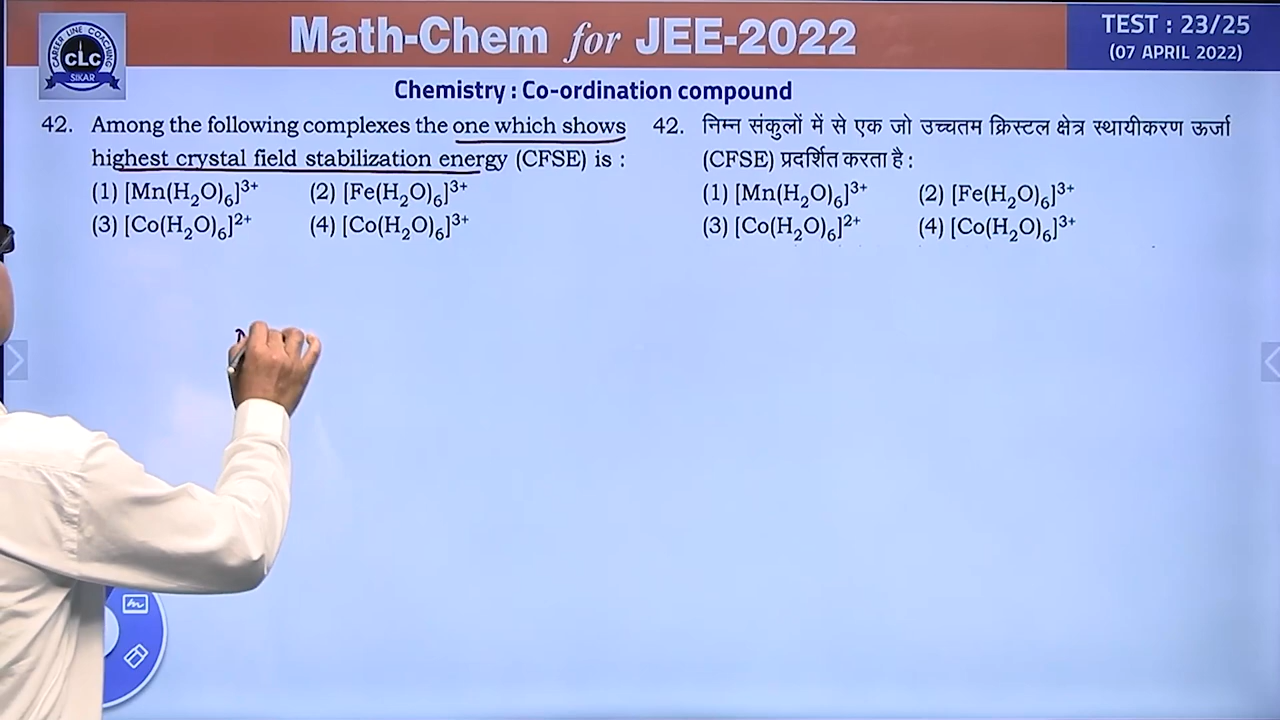 Math-Chem for JEE-2022
TEST : 23/25
(07 APRIL 2022)
CAREER LINE COACHING
CLC
SIKAR
Chemistry : Co-ordination compound
42. Among the following complexes the one which shows
highest crystal field stabilization energy (CFSE) is :
(1) [Mn(H₂O)₆]³⁺ (2) [Fe(H₂O)₆]³⁺
(3) [Co(H₂O)₆]²⁺ (4) [Co(H₂O)₆]³⁺
42. निम्न संकुलों में से एक जो उच्चतम क्रिस्टल क्षेत्र स्थायीकरण ऊर्जा
(CFSE) प्रदर्शित करता है :
(1) [Mn(H₂O)₆]³⁺ (2) [Fe(H₂O)₆]³⁺
(3) [Co(H₂O)₆]²⁺ (4) [Co(H₂O)₆]³⁺